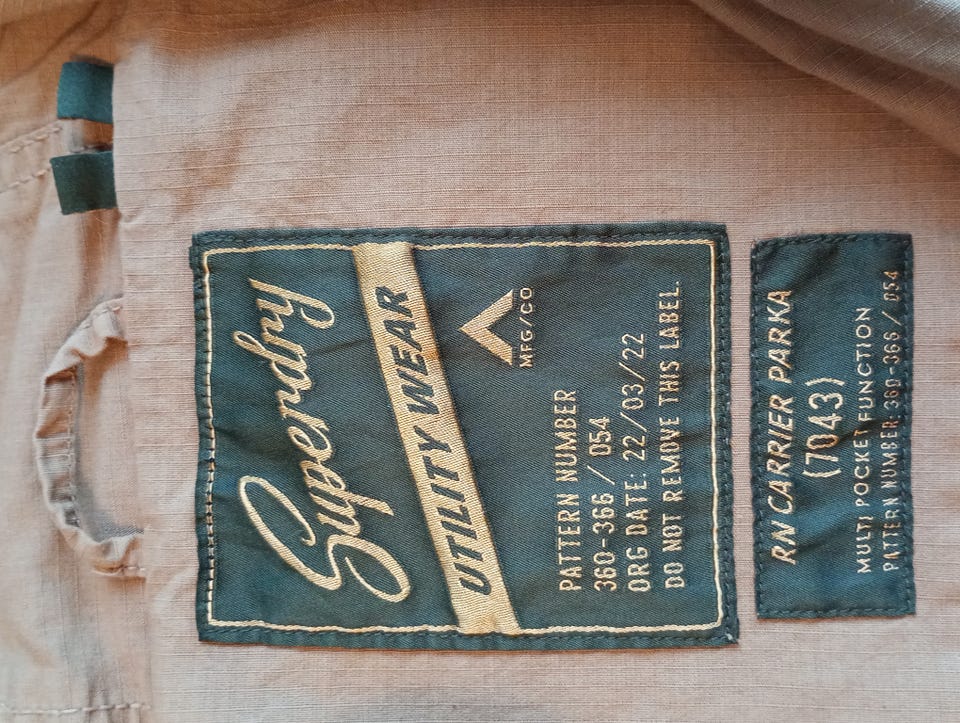 Superdry
UTILITY WEAR
MFG/CO
PATTERN NUMBER
360-366 / 054
ORG DATE: 22/03/22
DO NOT REMOVE THIS LABEL.
RN CARRIER PARKA
(7043)
MULTI POCKET FUNCTION
PATTERN NUMBER: 360-366 / 054